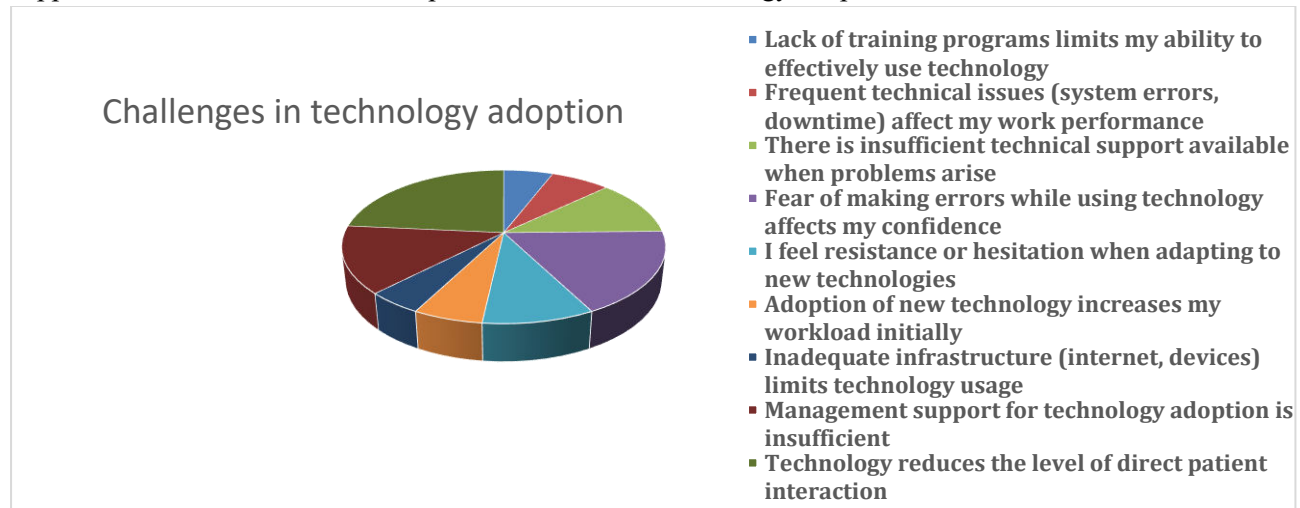 Challenges in technology adoption
Lack of training programs limits my ability to
effectively use technology
Frequent technical issues (system errors,
downtime) affect my work performance
There is insufficient technical support available
when problems arise
Fear of making errors while using technology
affects my confidence
I feel resistance or hesitation when adapting to
new technologies
Adoption of new technology increases my
workload initially
Inadequate infrastructure (internet, devices)
limits technology usage
Management support for technology adoption is
insufficient
Technology reduces the level of direct patient
interaction